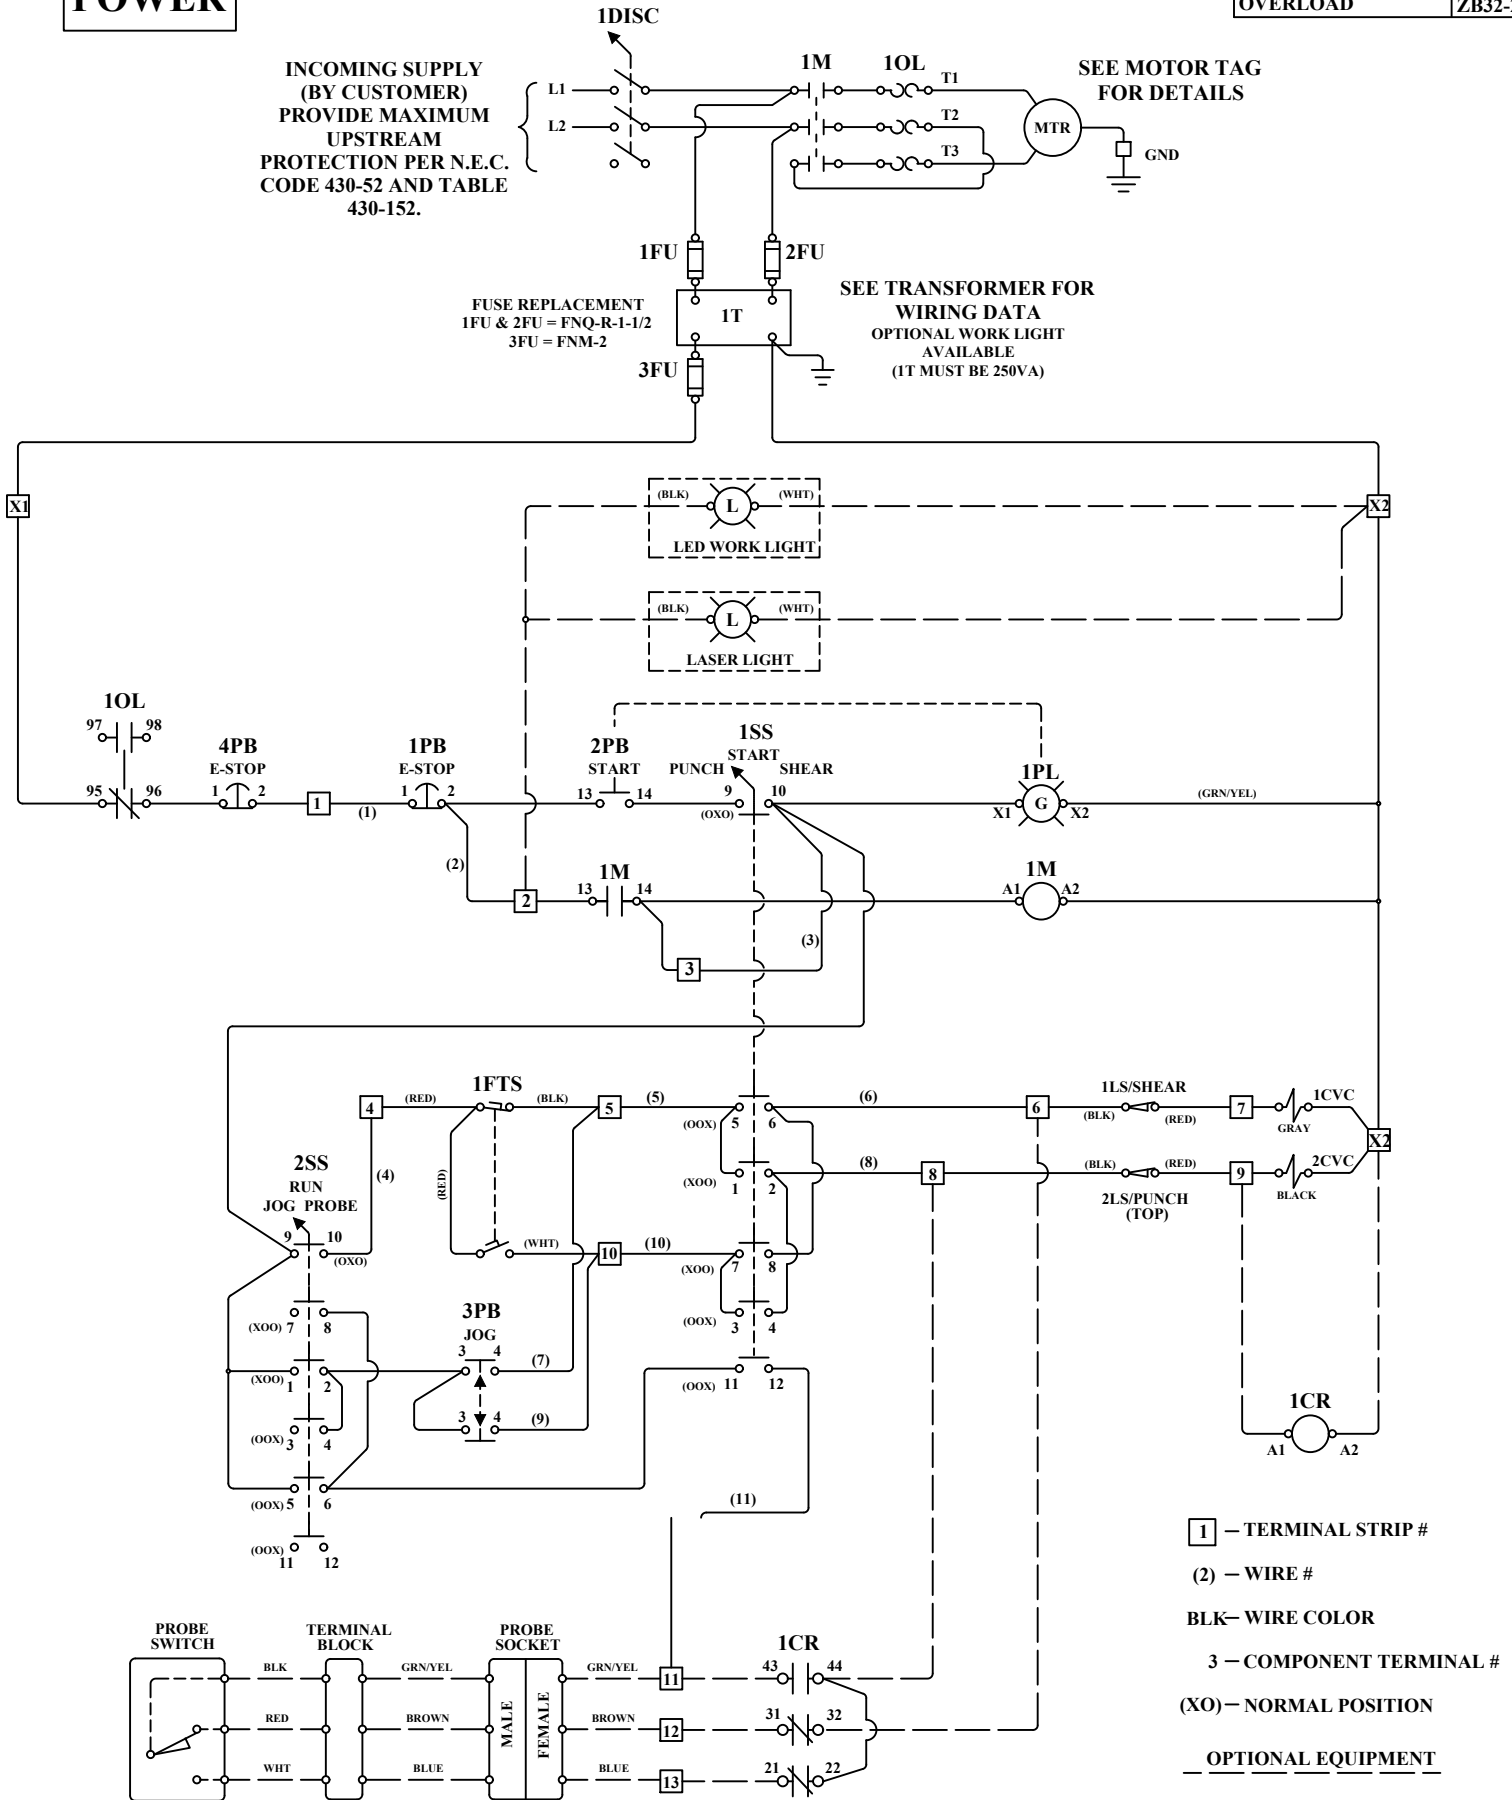 POWER
OVERLOAD
1DISC
INCOMING SUPPLY
(BY CUSTOMER)
PROVIDE MAXIMUM
UPSTREAM
PROTECTION PER N.E.C.
CODE 430-52 AND TABLE
430-152.
L1
L2
1M
1OL
T1
T2
T3
MTR
GND
SEE MOTOR TAG
FOR DETAILS
1FU
2FU
FUSE REPLACEMENT
1FU & 2FU = FNQ-R-1-1/2
3FU = FNM-2
1T
3FU
SEE TRANSFORMER FOR
WIRING DATA
OPTIONAL WORK LIGHT
AVAILABLE
(1T MUST BE 250VA)
X1
(BLK)
L
(WHT)
LED WORK LIGHT
X2
(BLK)
L
(WHT)
LASER LIGHT
1OL
97
98
95
96
4PB
E-STOP
1
2
1
(1)
1PB
E-STOP
1
2
2PB
START
13
14
1SS
START
PUNCH
SHEAR
9
10
(OXO)
1PL
G
X1
X2
(GRN/YEL)
(2)
2
1M
13
14
1M
A1
A2
(3)
3
4
(RED)
1FTS
(BLK)
5
(5)
(OOX)
5
6
(6)
6
1LS/SHEAR
(BLK)
(RED)
7
GRAY
1CVC
X2
(4)
(RED)
(XOO)
1
2
(8)
8
(BLK)
(RED)
2LS/PUNCH
(TOP)
9
BLACK
2CVC
2SS
RUN
JOG PROBE
9
10
(OXO)
(WHT)
10
(10)
(XOO)
7
8
(XOO) 7
8
3PB
JOG
3
4
(7)
(OOX)
3
4
(XOO) 1
2
3
4
(9)
(OOX) 11
12
(OOX) 3
4
1CR
A1
A2
(OOX) 5
6
(11)
(OOX) 11
12
1 – TERMINAL STRIP #
(2) – WIRE #
BLK – WIRE COLOR
3 – COMPONENT TERMINAL #
(XO) – NORMAL POSITION
OPTIONAL EQUIPMENT
PROBE
SWITCH
TERMINAL
BLOCK
PROBE
SOCKET
1CR
BLK
GRN/YEL
MALE
FEMALE
GRN/YEL
11
43
44
RED
BROWN
BROWN
12
31
32
WHT
BLUE
BLUE
13
21
22